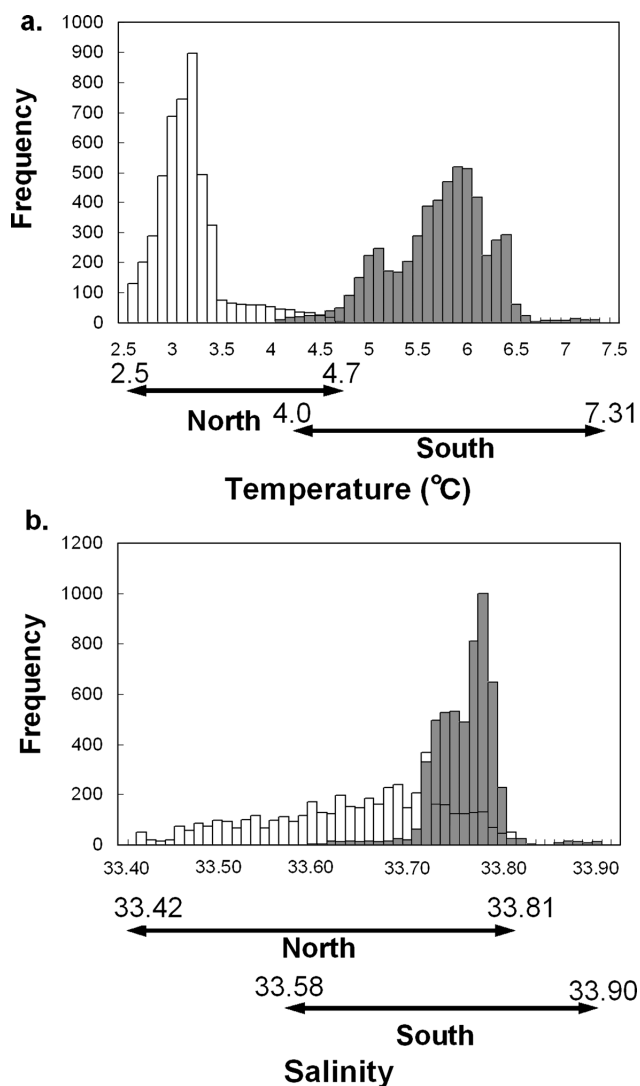 a.
Frequency
1000
900
800
700
600
500
400
300
200
100
0
2.5 3 3.5 4 4.5 5 5.5 6 6.5 7 7.5
2.5 4.7
North
4.0 7.31
South
Temperature (°C)
b.
Frequency
1200
1000
800
600
400
200
0
33.40 33.50 33.60 33.70 33.80 33.90
33.42 33.81
North
33.58 33.90
South
Salinity